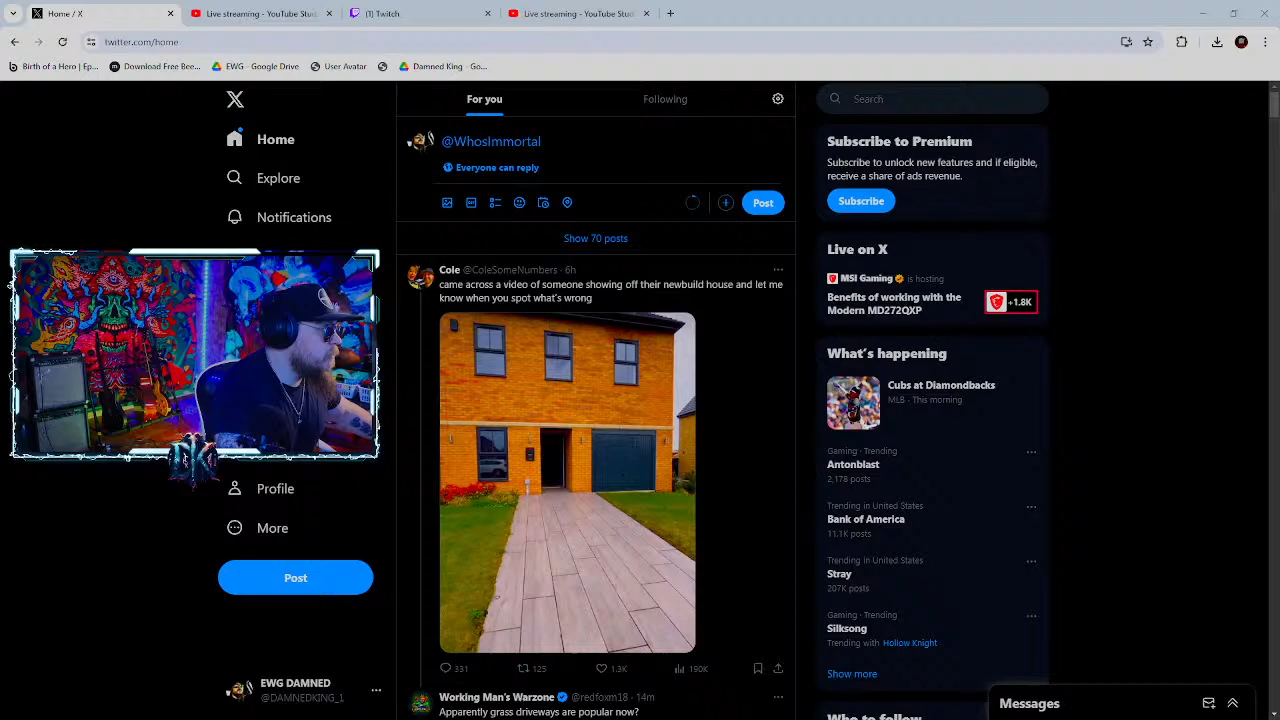 Home / X
Live streaming - YouTube Stu
(1) Twitch
Live streaming - YouTube Stud
twitter.com/home
Birth of a Hero | Ep...
Download Free Bee...
EWG - Google Drive
User Avatar
Damned King - Go...
Home
Explore
Notifications
Profile
More
Post
EWG DAMNED
@DAMNEDKING_1
For you
Following
@WhosImmortal
Everyone can reply
Post
Show 70 posts
Cole @ColeSomeNumbers · 6h
came across a video of someone showing off their newbuild house and let me
know when you spot what's wrong
331
125
1.3K
190K
Working Man's Warzone @redfoxm18 · 14m
Apparently grass driveways are popular now?
Search
Subscribe to Premium
Subscribe to unlock new features and if eligible,
receive a share of ads revenue.
Subscribe
Live on X
MSI Gaming is hosting
Benefits of working with the
Modern MD272QXP
+1.8K
What's happening
Cubs at Diamondbacks
MLB · This morning
Gaming · Trending
Antonblast
2,178 posts
Trending in United States
Bank of America
11.1K posts
Trending in United States
Stray
207K posts
Gaming · Trending
Silksong
Trending with Hollow Knight
Show more
Who to follow
Messages